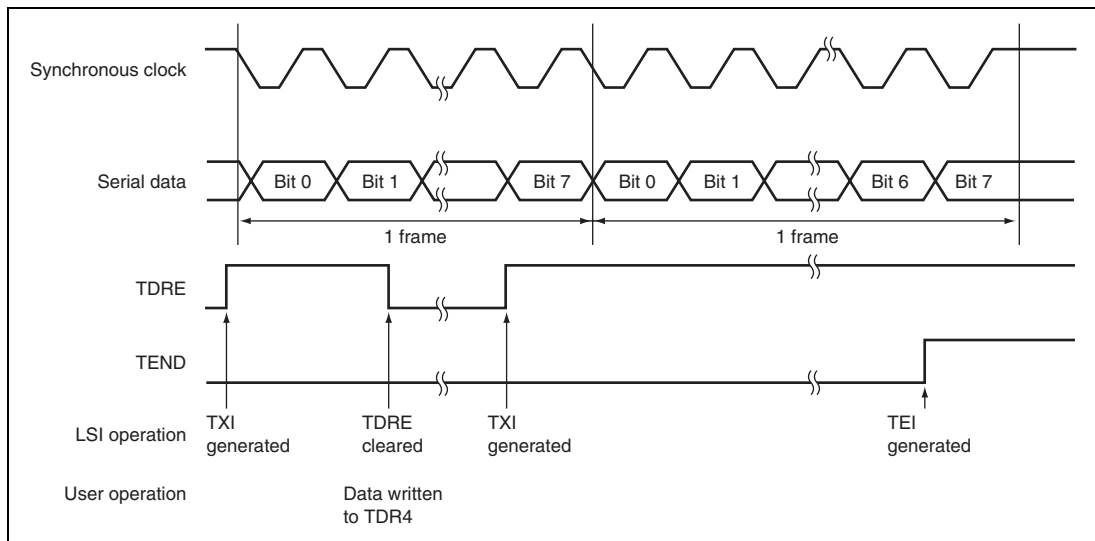 Synchronous clock
Serial data
Bit 0
Bit 1
Bit 7
Bit 0
Bit 1
Bit 6
Bit 7
1 frame
1 frame
TDRE
TEND
LSI operation
TXI
generated
TDRE
cleared
TXI
generated
TEI
generated
User operation
Data written
to TDR4